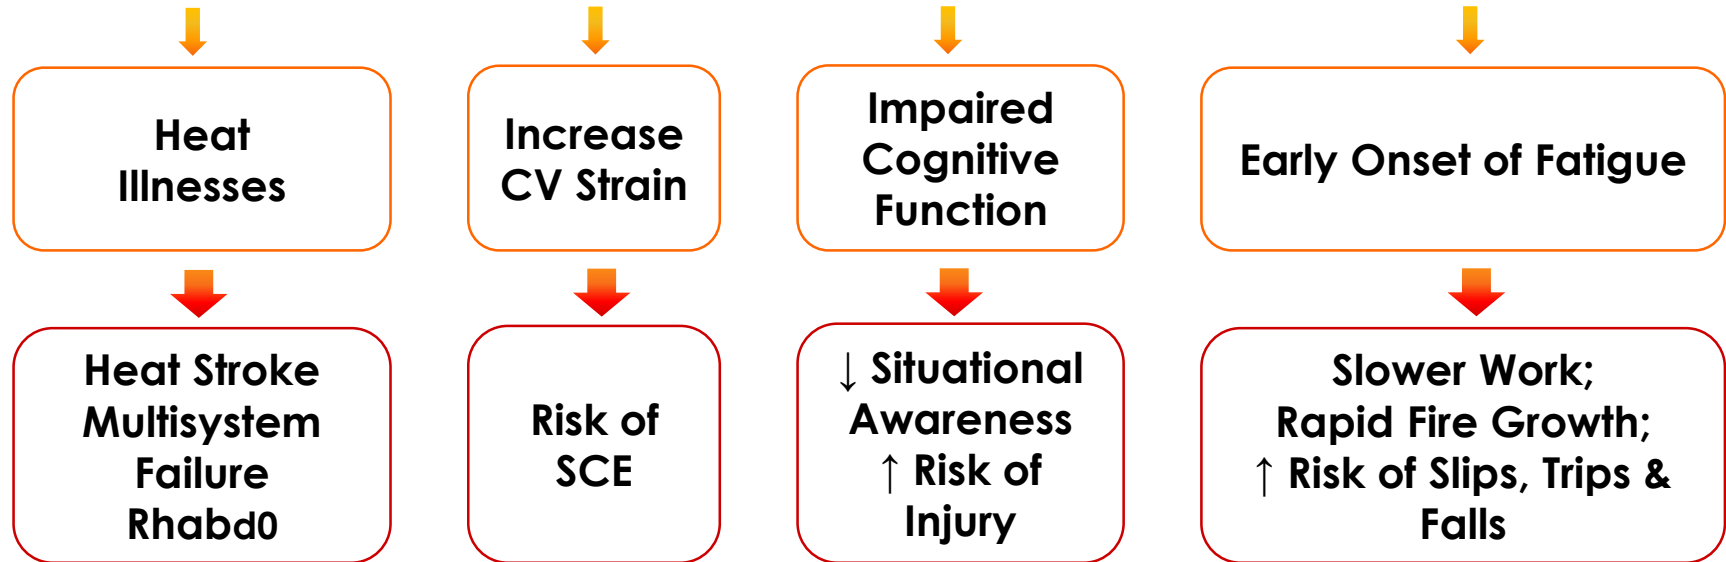 Heat
Illnesses
Increase
CV Strain
Impaired
Cognitive
Function
Early Onset of Fatigue
Heat Stroke
Multisystem
Failure
Rhabd0
Risk of
SCE
↓ Situational
Awareness
↑ Risk of
Injury
Slower Work;
Rapid Fire Growth;
↑ Risk of Slips, Trips &
Falls